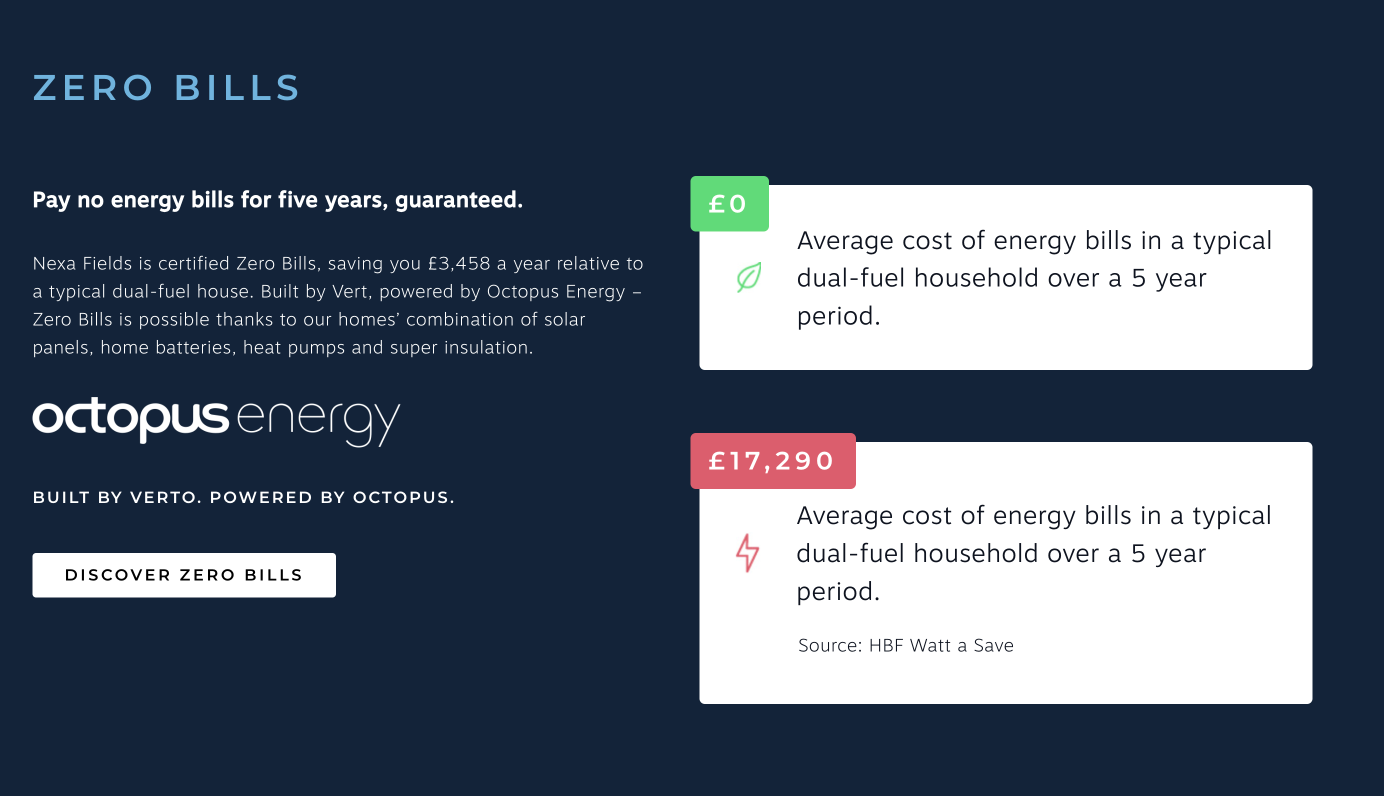 ZERO BILLS
Pay no energy bills for five years, guaranteed.
Nexa Fields is certified Zero Bills, saving you £3,458 a year relative to
a typical dual-fuel house. Built by Vert, powered by Octopus Energy –
Zero Bills is possible thanks to our homes’ combination of solar
panels, home batteries, heat pumps and super insulation.
octopus energy
BUILT BY VERTO. POWERED BY OCTOPUS.
DISCOVER ZERO BILLS
£0
Average cost of energy bills in a typical
dual-fuel household over a 5 year
period.
£17,290
Average cost of energy bills in a typical
dual-fuel household over a 5 year
period.
Source: HBF Watt a Save